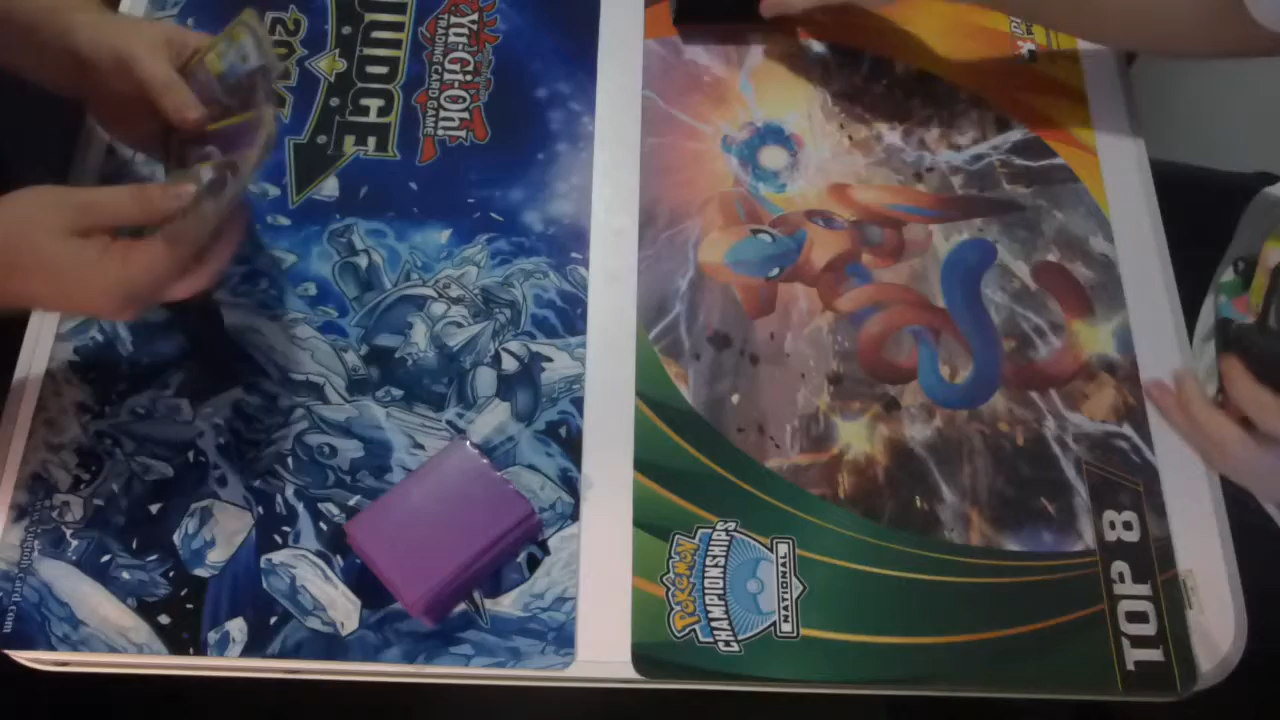 JUDGE
Yu-Gi-Oh!
TRADING CARD GAME
POKÉMON
CHAMPIONSHIPS
NATIONAL
TOP 8